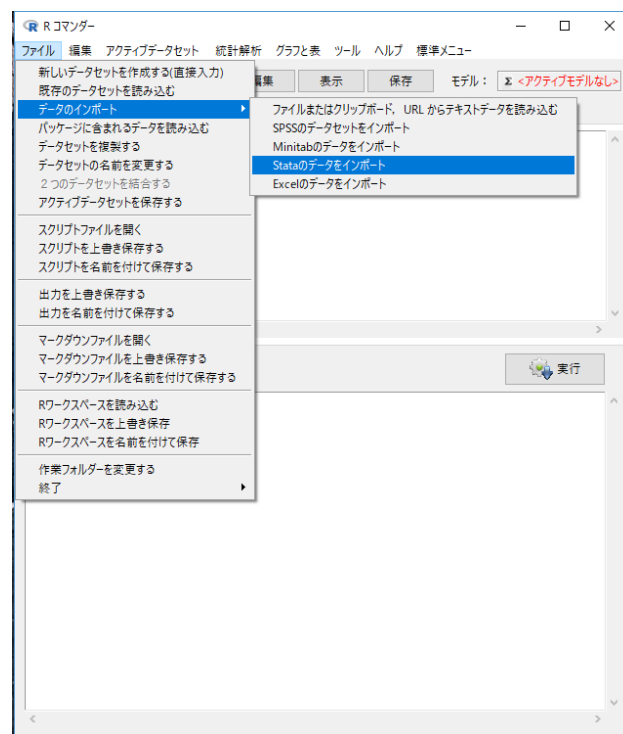 R コマンダー
ファイル 編集 アクティブデータセット 統計解析 グラフと表 ツール ヘルプ 標準メニュー
新しいデータセットを作成する(直接入力)
編集 表示 保存 モデル： Σ <アクティブモデルなし>
既存のデータセットを読み込む
データのインポート
ファイルまたはクリップボード，URL からテキストデータを読み込む
パッケージに含まれるデータを読み込む
SPSSのデータセットをインポート
データセットを複製する
Minitabのデータをインポート
データセットの名前を変更する
Stataのデータをインポート
２つのデータセットを結合する
Excelのデータをインポート
アクティブデータセットを保存する
スクリプトファイルを開く
スクリプトを上書き保存する
スクリプトを名前を付けて保存する
出力を上書き保存する
出力を名前を付けて保存する
マークダウンファイルを開く
マークダウンファイルを上書き保存する
マークダウンファイルを名前を付けて保存する
実行
Rワークスペースを読み込む
Rワークスペースを上書き保存
Rワークスペースを名前を付けて保存
作業フォルダーを変更する
終了